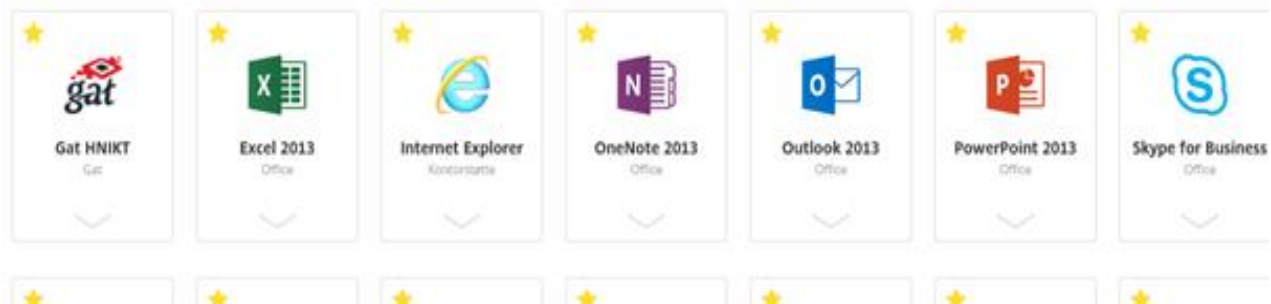 gat
X
N
O
P
S
Gat HNIKT
Excel 2013
Internet Explorer
OneNote 2013
Outlook 2013
PowerPoint 2013
Skype for Business
Gat
Office
Kontorstøtte
Office
Office
Office
Office